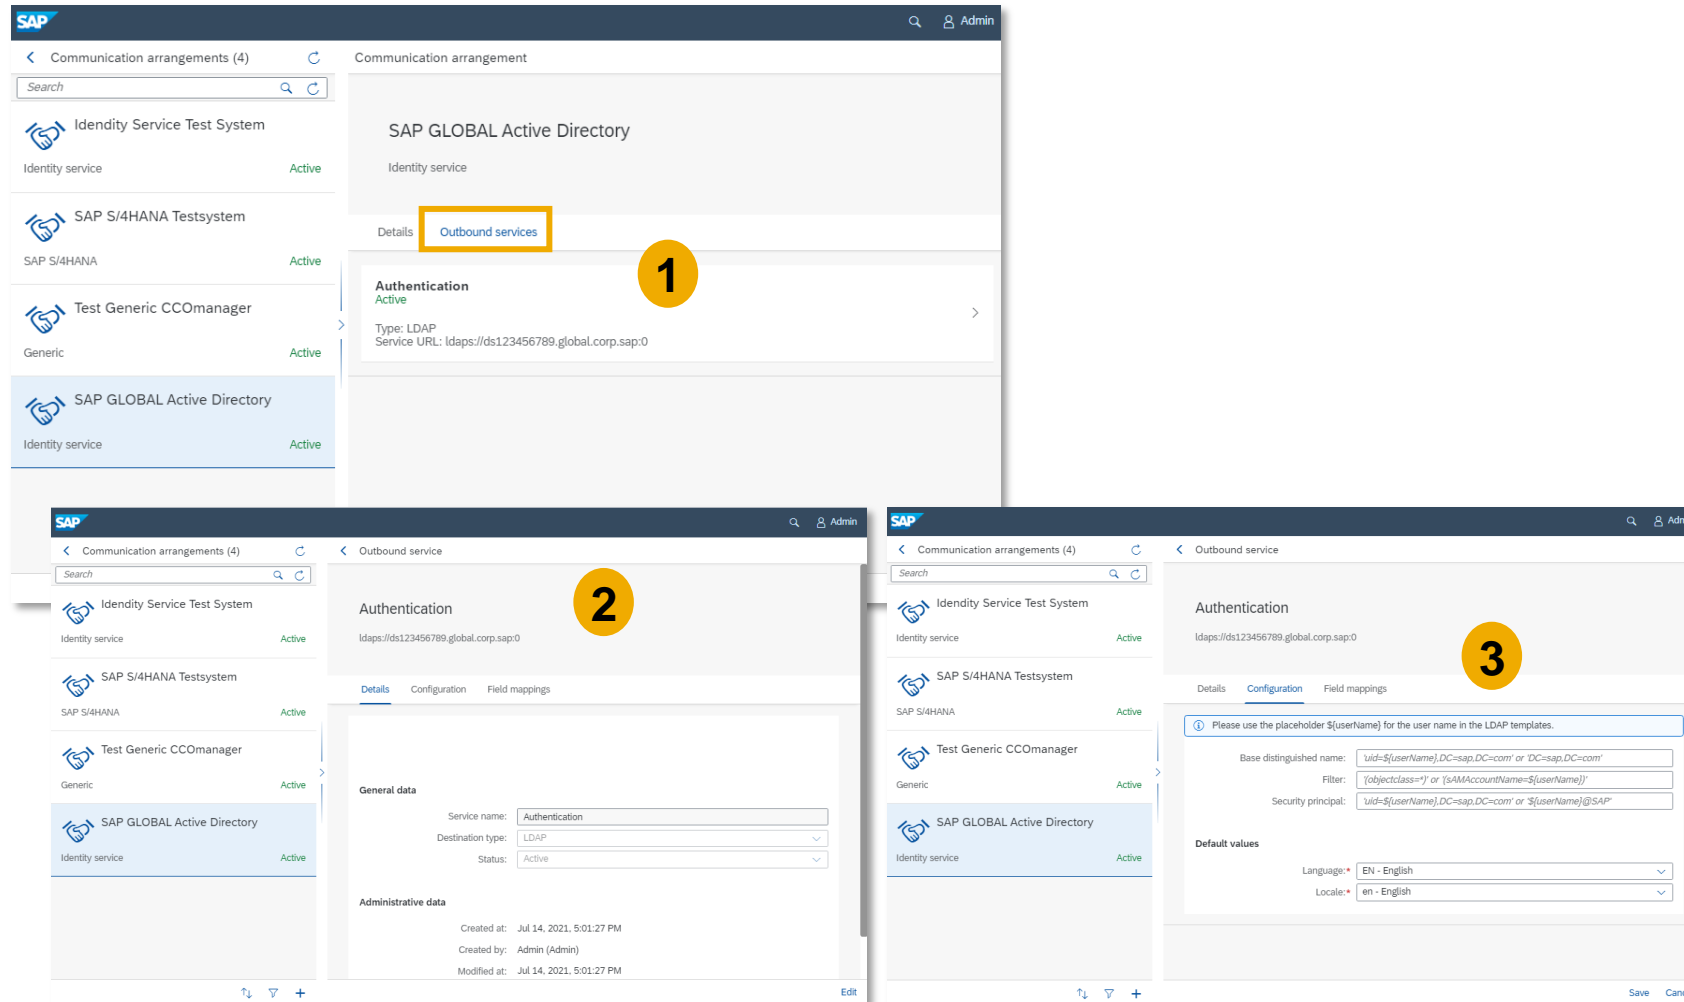 SAP
Admin
Communication arrangements (4)
Communication arrangement
Search
Idendity Service Test System
Identity service
Active
SAP S/4HANA Testsystem
SAP S/4HANA
Active
Test Generic CCOmanager
Generic
Active
SAP GLOBAL Active Directory
Identity service
Active
SAP GLOBAL Active Directory
Identity service
Details
Outbound services
1
Authentication
Active
Type: LDAP
Service URL: ldaps://ds123456789.global.corp.sap:0
SAP
Admin
Communication arrangements (4)
Outbound service
Search
Idendity Service Test System
Identity service
Active
SAP S/4HANA Testsystem
SAP S/4HANA
Active
Test Generic CCOmanager
Generic
Active
SAP GLOBAL Active Directory
Identity service
Active
2
Authentication
ldaps://ds123456789.global.corp.sap:0
Details
Configuration
Field mappings
General data
Service name: Authentication
Destination type: LDAP
Status: Active
Administrative data
Created at: Jul 14, 2021, 5:01:27 PM
Created by: Admin (Admin)
Modified at: Jul 14, 2021, 5:01:27 PM
Edit
SAP
Adm
Communication arrangements (4)
Outbound service
Search
Idendity Service Test System
Identity service
Active
SAP S/4HANA Testsystem
SAP S/4HANA
Active
Test Generic CCOmanager
Generic
Active
SAP GLOBAL Active Directory
Identity service
Active
Authentication
ldaps://ds123456789.global.corp.sap:0
3
Details
Configuration
Field mappings
Please use the placeholder ${userName} for the user name in the LDAP templates.
Base distinguished name: 'uid=${userName},DC=sap,DC=com' or 'DC=sap,DC=com'
Filter: '(objectclass=*)' or '(sAMAccountName=${userName})'
Security principal: 'uid=${userName},DC=sap,DC=com' or '${userName}@SAP'
Default values
Language:* EN - English
Locale:* en - English
Save
Canc